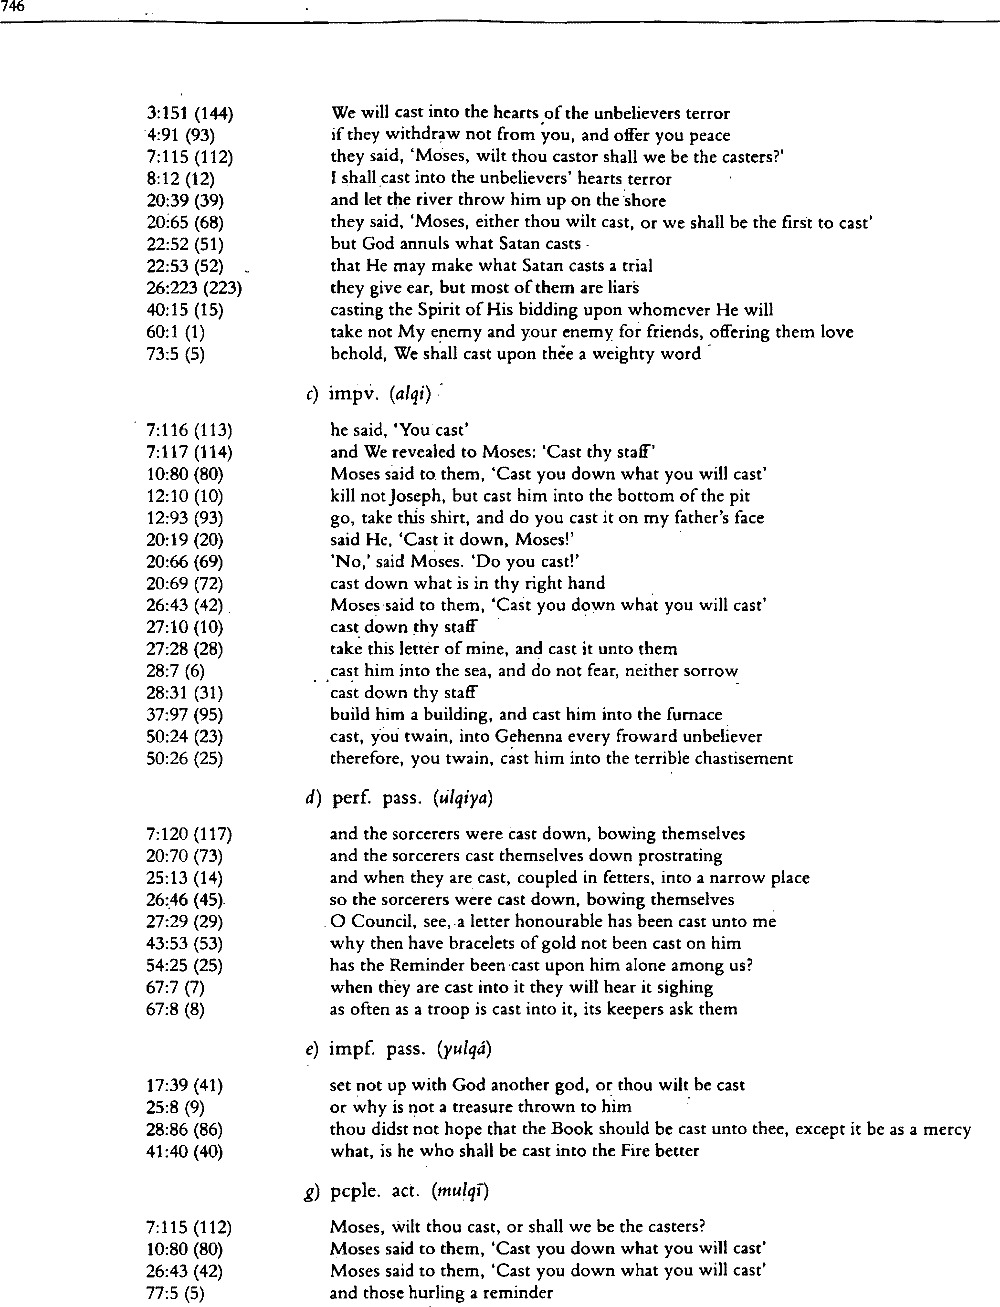 746
3:151 (144) We will cast into the hearts of the unbelievers terror
4:91 (93) if they withdraw not from you, and offer you peace
7:115 (112) they said, 'Moses, wilt thou castor shall we be the casters?'
8:12 (12) I shall cast into the unbelievers' hearts terror
20:39 (39) and let the river throw him up on the shore
20:65 (68) they said, 'Moses, either thou wilt cast, or we shall be the first to cast'
22:52 (51) but God annuls what Satan casts
22:53 (52) that He may make what Satan casts a trial
26:223 (223) they give ear, but most of them are liars
40:15 (15) casting the Spirit of His bidding upon whomever He will
60:1 (1) take not My enemy and your enemy for friends, offering them love
73:5 (5) behold, We shall cast upon thee a weighty word
c) impv. (alqi)
7:116 (113) he said, 'You cast'
7:117 (114) and We revealed to Moses: 'Cast thy staff'
10:80 (80) Moses said to them, 'Cast you down what you will cast'
12:10 (10) kill not Joseph, but cast him into the bottom of the pit
12:93 (93) go, take this shirt, and do you cast it on my father's face
20:19 (20) said He, 'Cast it down, Moses!'
20:66 (69) 'No,' said Moses. 'Do you cast!'
20:69 (72) cast down what is in thy right hand
26:43 (42) Moses said to them, 'Cast you down what you will cast'
27:10 (10) cast down thy staff
27:28 (28) take this letter of mine, and cast it unto them
28:7 (6) cast him into the sea, and do not fear, neither sorrow
28:31 (31) cast down thy staff
37:97 (95) build him a building, and cast him into the furnace
50:24 (23) cast, you twain, into Gehenna every froward unbeliever
50:26 (25) therefore, you twain, cast him into the terrible chastisement
d) perf. pass. (ulqiya)
7:120 (117) and the sorcerers were cast down, bowing themselves
20:70 (73) and the sorcerers cast themselves down prostrating
25:13 (14) and when they are cast, coupled in fetters, into a narrow place
26:46 (45) so the sorcerers were cast down, bowing themselves
27:29 (29) O Council, see, a letter honourable has been cast unto me
43:53 (53) why then have bracelets of gold not been cast on him
54:25 (25) has the Reminder been cast upon him alone among us?
67:7 (7) when they are cast into it they will hear it sighing
67:8 (8) as often as a troop is cast into it, its keepers ask them
e) impf. pass. (yulqá)
17:39 (41) set not up with God another god, or thou wilt be cast
25:8 (9) or why is not a treasure thrown to him
28:86 (86) thou didst not hope that the Book should be cast unto thee, except it be as a mercy
41:40 (40) what, is he who shall be cast into the Fire better
g) pcple. act. (mulqī)
7:115 (112) Moses, wilt thou cast, or shall we be the casters?
10:80 (80) Moses said to them, 'Cast you down what you will cast'
26:43 (42) Moses said to them, 'Cast you down what you will cast'
77:5 (5) and those hurling a reminder